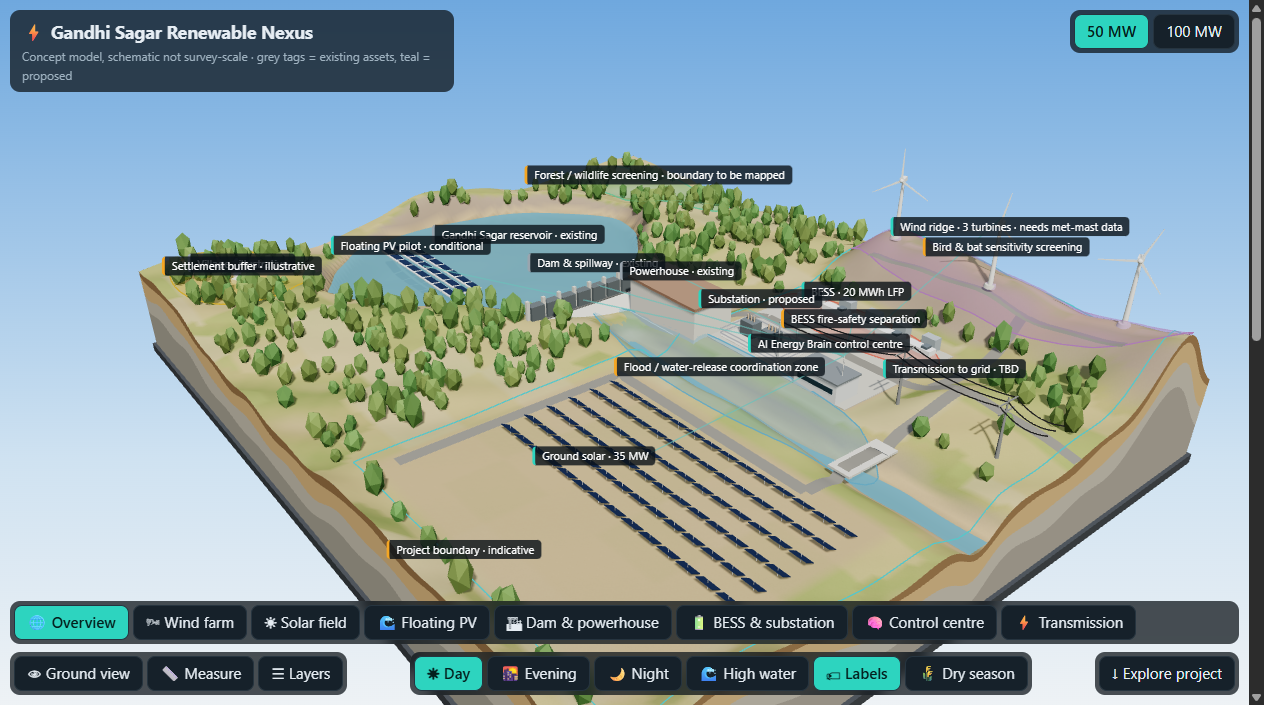 Gandhi Sagar Renewable Nexus
Concept model, schematic not survey-scale · grey tags = existing assets, teal =
proposed
50 MW
100 MW
Forest / wildlife screening · boundary to be mapped
Wind ridge · 3 turbines · needs met-mast data
Gandhi Sagar reservoir · existing
Floating PV pilot · conditional
Bird & bat sensitivity screening
Settlement buffer · illustrative
Dam & spillway · existing
Powerhouse · existing
BESS · 20 MWh LFP
Substation · proposed
BESS fire-safety separation
AI Energy Brain control centre
Flood / water-release coordination zone
Transmission to grid · TBD
Ground solar · 35 MW
Project boundary · indicative
Overview
Wind farm
Solar field
Floating PV
Dam & powerhouse
BESS & substation
Control centre
Transmission
Ground view
Measure
Layers
Day
Evening
Night
High water
Labels
Dry season
↓ Explore project